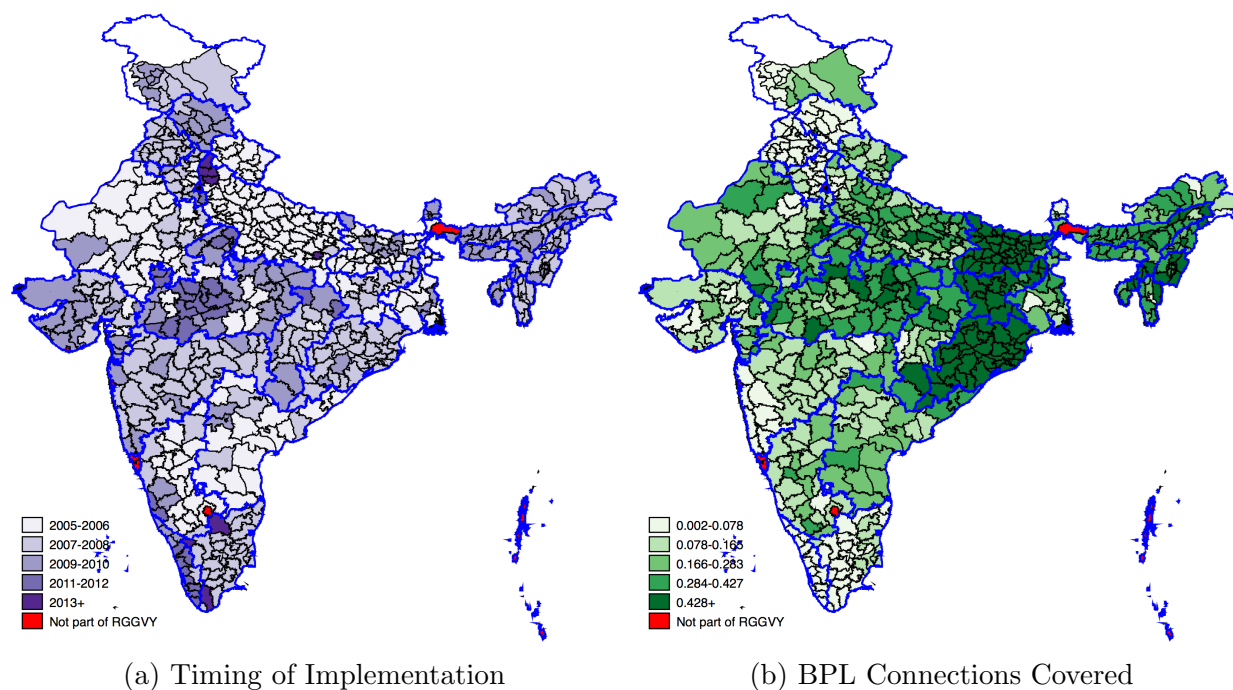 2005-2006
2007-2008
2009-2010
2011-2012
2013+
Not part of RGGVY
0.002-0.078
0.078-0.165
0.166-0.283
0.284-0.427
0.428+
Not part of RGGVY
(a) Timing of Implementation
(b) BPL Connections Covered